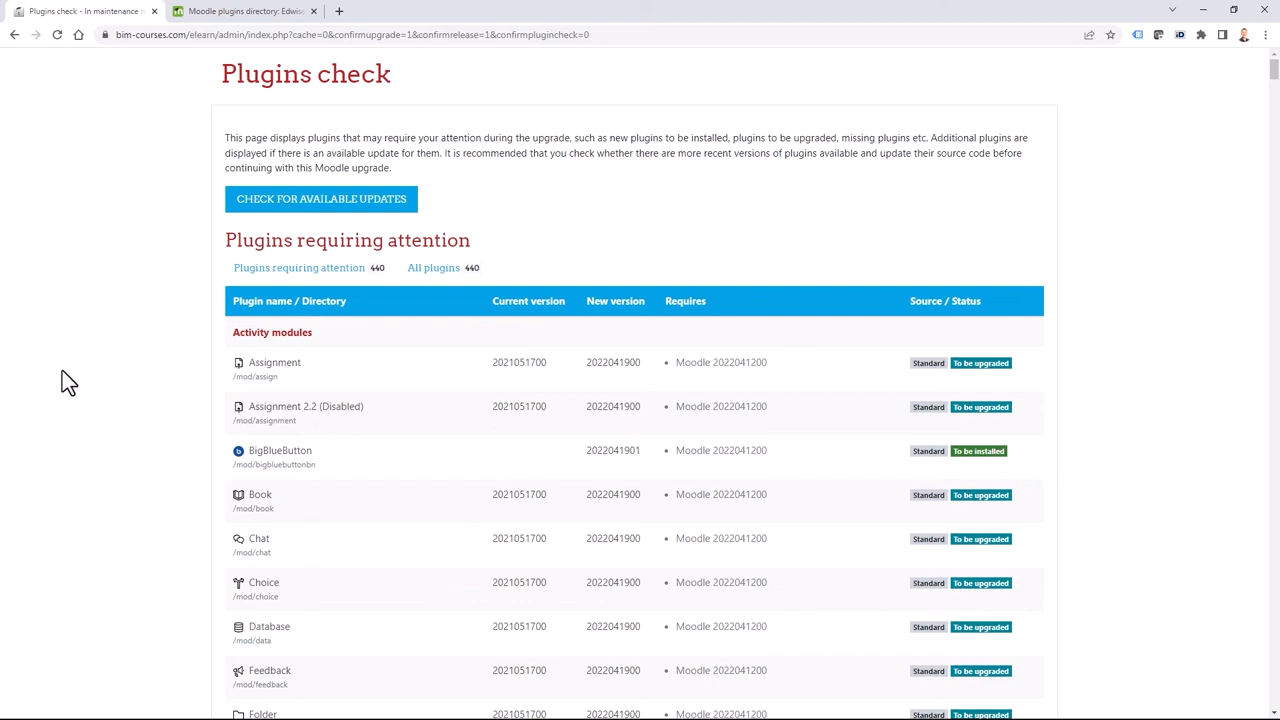 Plugins check - In maintenance m
Moodle plugins directory: Edwise
bim-courses.com/elearn/admin/index.php?cache=0&confirmupgrade=1&confirmrelease=1&confirmplugincheck=0
Plugins check
This page displays plugins that may require your attention during the upgrade, such as new plugins to be installed, plugins to be upgraded, missing plugins etc. Additional plugins are
displayed if there is an available update for them. It is recommended that you check whether there are more recent versions of plugins available and update their source code before
continuing with this Moodle upgrade.
CHECK FOR AVAILABLE UPDATES
Plugins requiring attention
Plugins requiring attention 440 All plugins 440
Plugin name / Directory Current version New version Requires Source / Status
Activity modules
Assignment 2021051700 2022041900 • Moodle 2022041200 Standard To be upgraded
/mod/assign
Assignment 2.2 (Disabled) 2021051700 2022041900 • Moodle 2022041200 Standard To be upgraded
/mod/assignment
b BigBlueButton 2022041901 • Moodle 2022041200 Standard To be installed
/mod/bigbluebuttonbn
Book 2021051700 2022041900 • Moodle 2022041200 Standard To be upgraded
/mod/book
Chat 2021051700 2022041900 • Moodle 2022041200 Standard To be upgraded
/mod/chat
Choice 2021051700 2022041900 • Moodle 2022041200 Standard To be upgraded
/mod/choice
Database 2021051700 2022041900 • Moodle 2022041200 Standard To be upgraded
/mod/data
Feedback 2021051700 2022041900 • Moodle 2022041200 Standard To be upgraded
/mod/feedback
Folder 2021051700 2022041900 • Moodle 2022041200 Standard To be upgraded